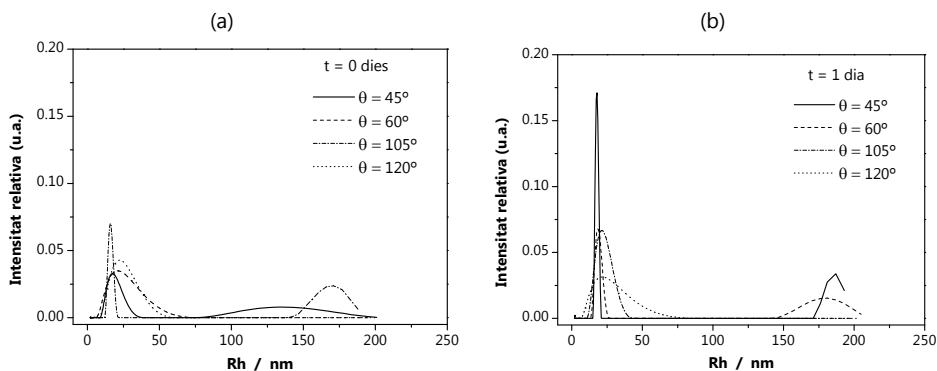 (a)
0.20
0.15
0.10
0.05
0.00
Intensitat relativa (u.a.)
t = 0 dies
θ = 45º
θ = 60º
θ = 105º
θ = 120º
0 50 100 150 200 250
Rh / nm
(b)
0.20
0.15
0.10
0.05
0.00
Intensitat relativa (u.a.)
t = 1 dia
θ = 45º
θ = 60º
θ = 105º
θ = 120º
0 50 100 150 200 250
Rh / nm